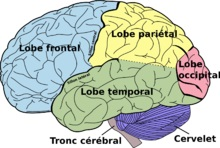 Lobe pariétal
Lobe frontal
Lobe
occipital
Lobe temporal
Tronc cérébral
Cervelet